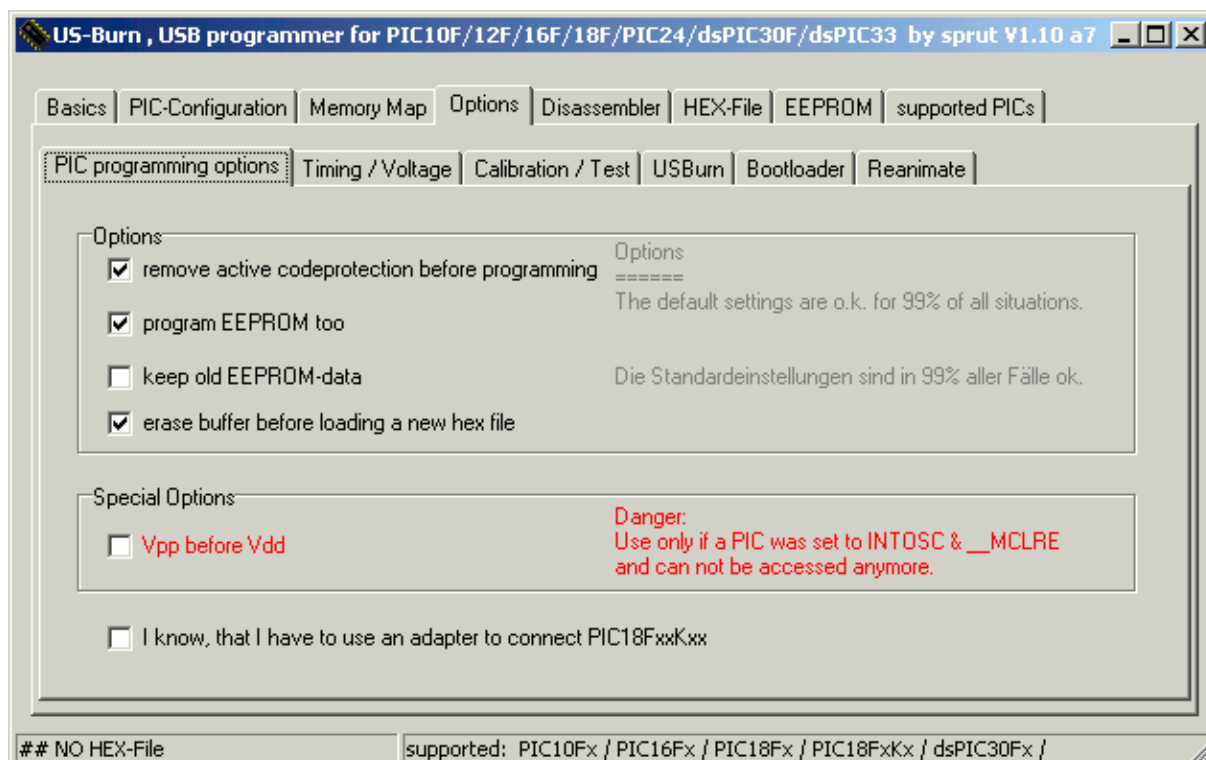 US-Burn , USB programmer for PIC10F/12F/16F/18F/PIC24/dsPIC30F/dsPIC33 by sprut V1.10 a7
Basics PIC-Configuration Memory Map Options Disassembler HEX-File EEPROM supported PICs
PIC programming options Timing / Voltage Calibration / Test USBurn Bootloader Reanimate
Options
remove active codeprotection before programming
program EEPROM too
keep old EEPROM-data
erase buffer before loading a new hex file
Options
======
The default settings are o.k. for 99% of all situations.
Die Standardeinstellungen sind in 99% aller Fälle ok.
Special Options
Vpp before Vdd
Danger:
Use only if a PIC was set to INTOSC & __MCLRE
and can not be accessed anymore.
I know, that I have to use an adapter to connect PIC18FxxKxx
## NO HEX-File
supported: PIC10Fx / PIC16Fx / PIC18Fx / PIC18FxKx / dsPIC30Fx /